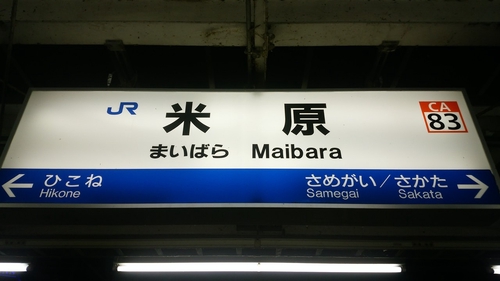 JR 米原 CA 83
まいばら Maibara
← ひこね さめがい／さかた →
Hikone Samegai Sakata